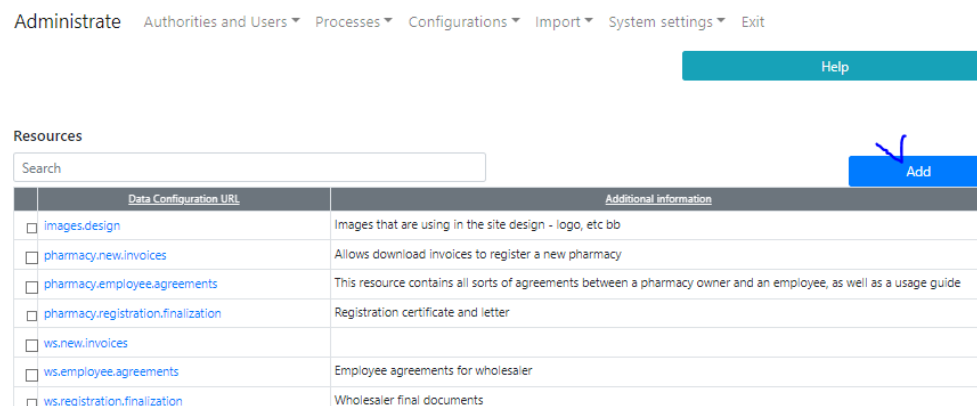 Administrate Authorities and Users Processes Configurations Import System settings Exit
Help
Resources
Search
Add
Data Configuration URL Additional information
images.design Images that are using in the site design - logo, etc bb
pharmacy.new.invoices Allows download invoices to register a new pharmacy
pharmacy.employee.agreements This resource contains all sorts of agreements between a pharmacy owner and an employee, as well as a usage guide
pharmacy.registration.finalization Registration certificate and letter
ws.new.invoices
ws.employee.agreements Employee agreements for wholesaler
ws.registration.finalization Wholesaler final documents